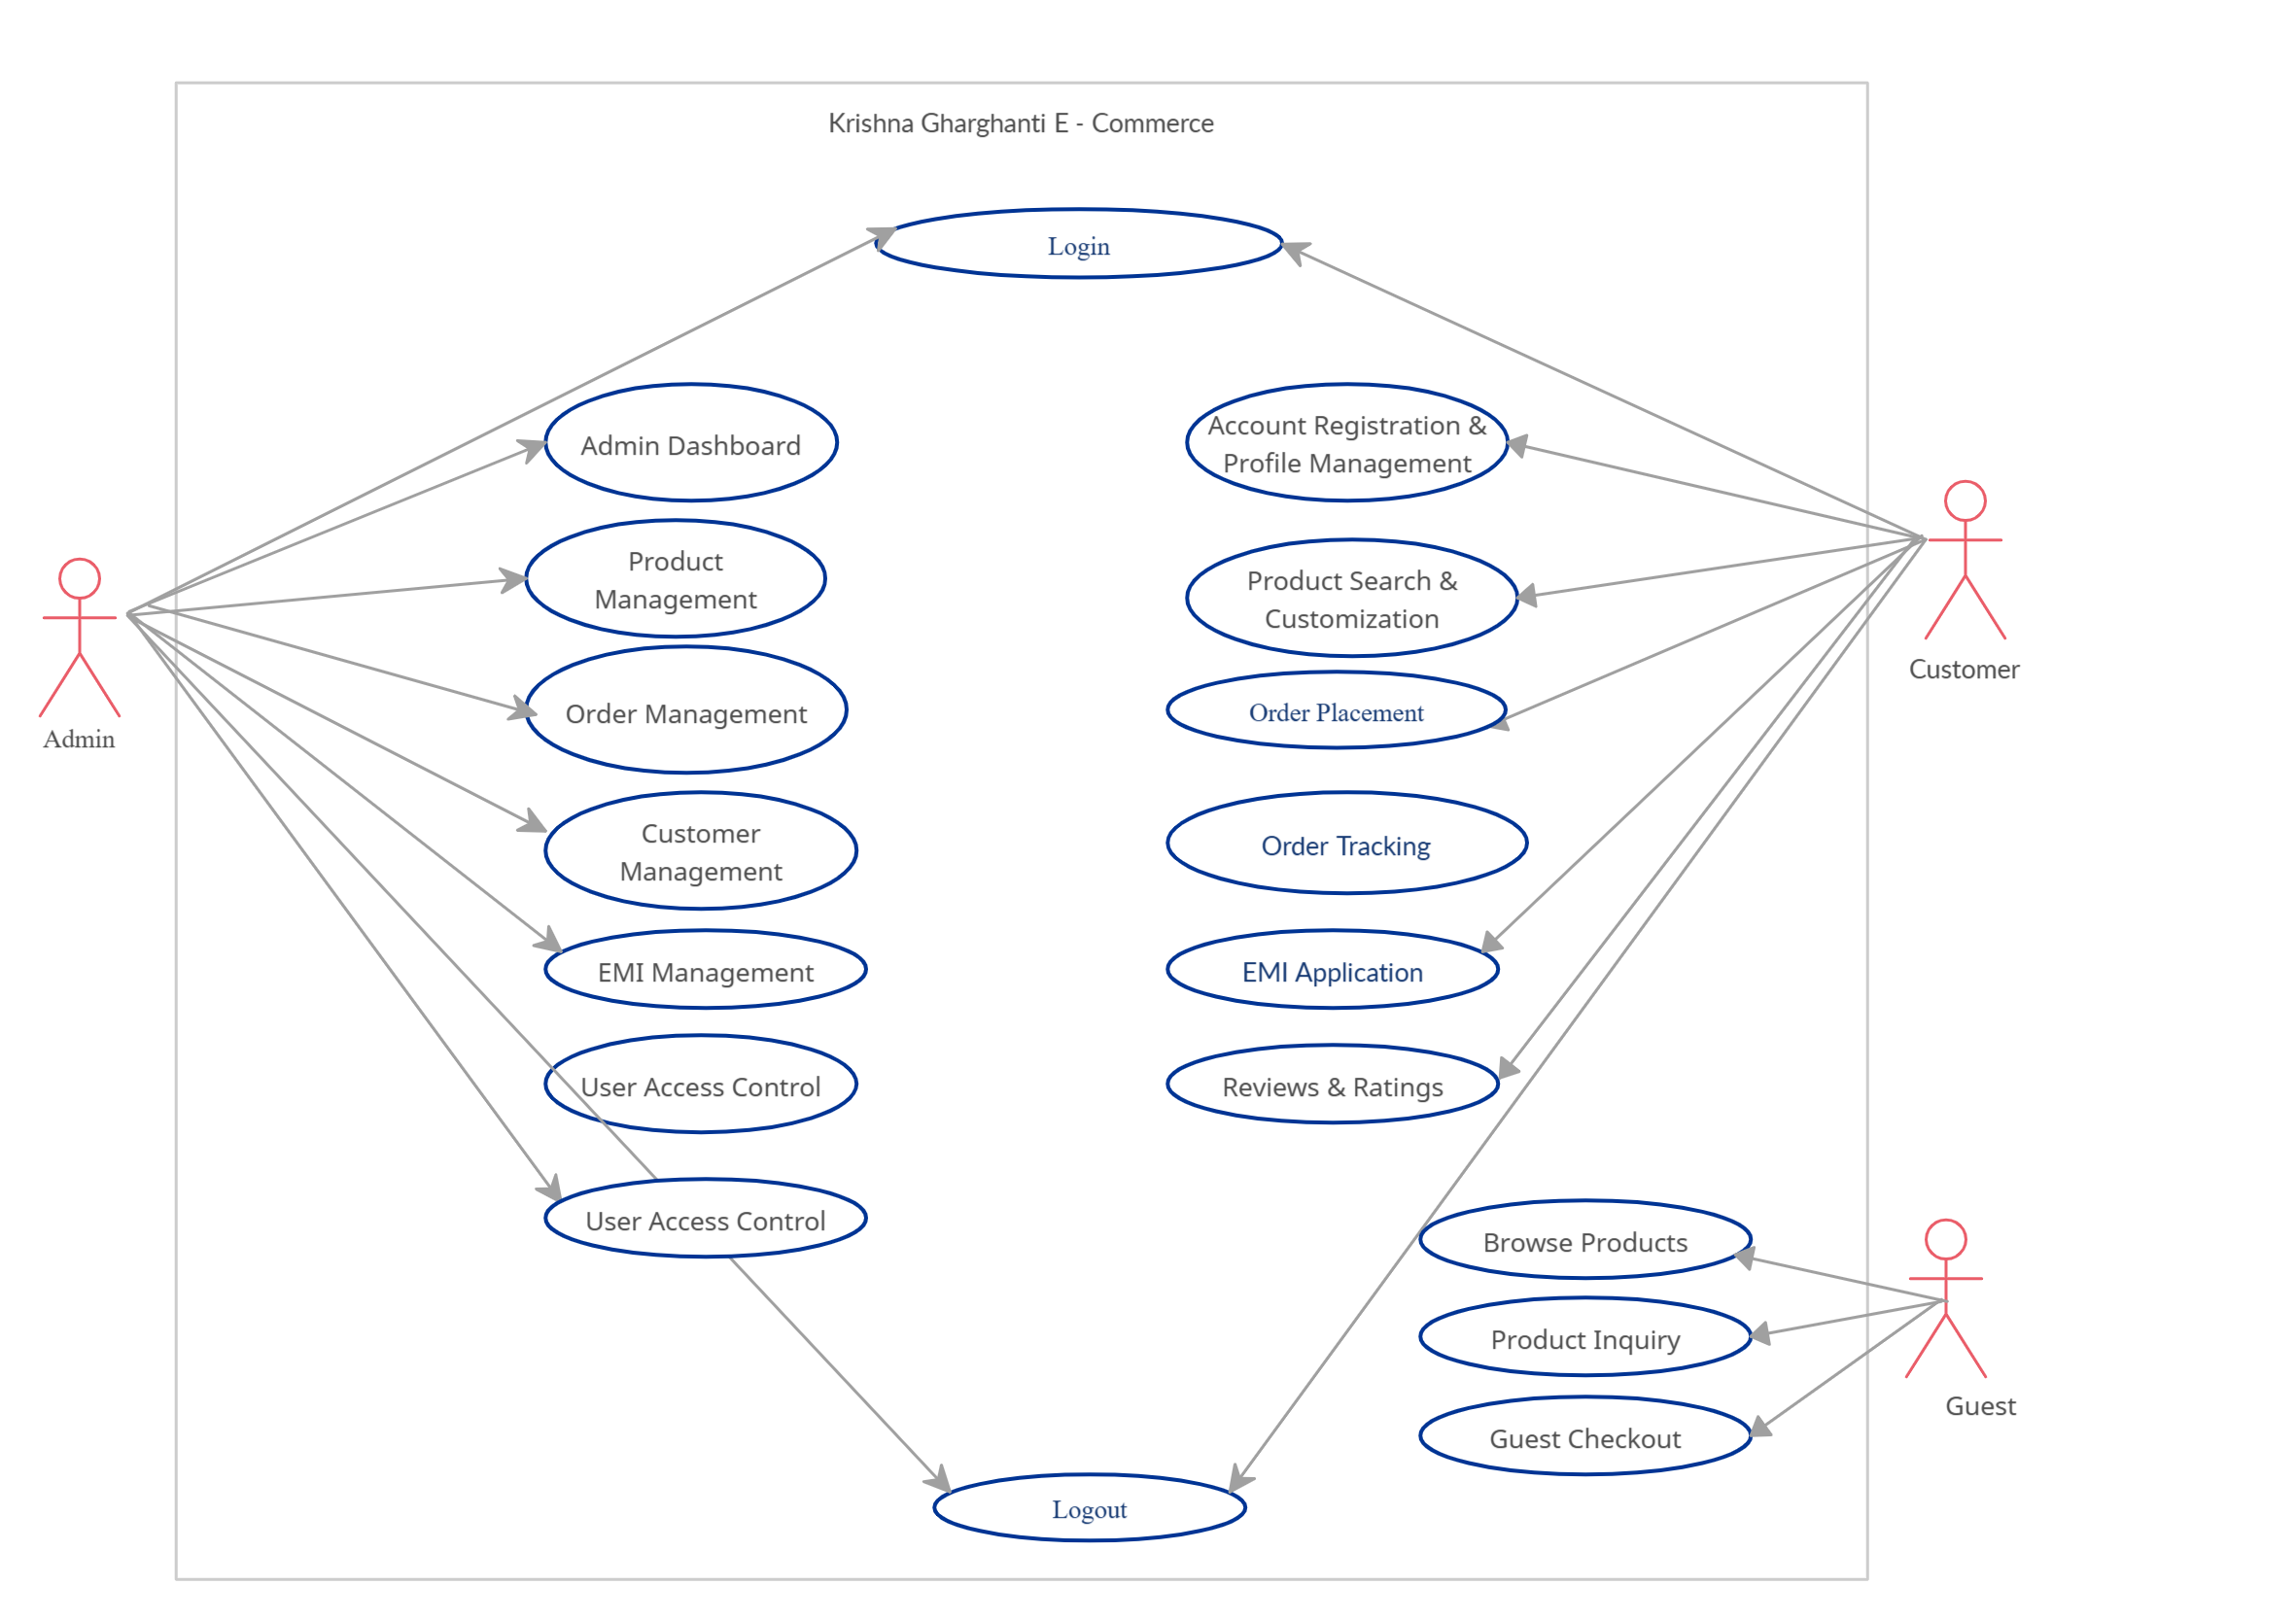 Krishna Gharghanti E - Commerce
Login
Admin Dashboard
Account Registration &
Profile Management
Product
Management
Product Search &
Customization
Customer
Order Management
Order Placement
Admin
Customer
Management
Order Tracking
EMI Management
EMI Application
User Access Control
Reviews & Ratings
User Access Control
Browse Products
Product Inquiry
Guest
Guest Checkout
Logout